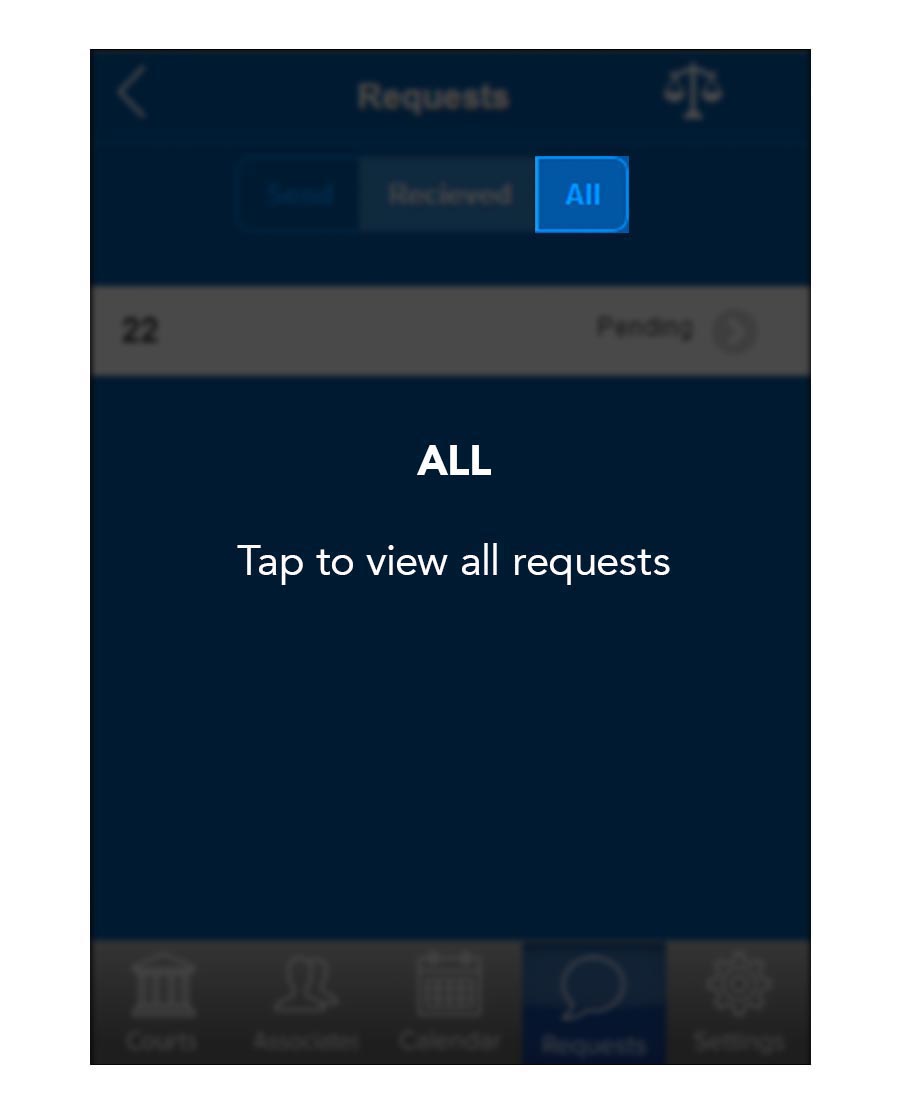 Requests
Send Recieved All
22 Pending
ALL
Tap to view all requests
Courts Associates Calendar Requests Settings